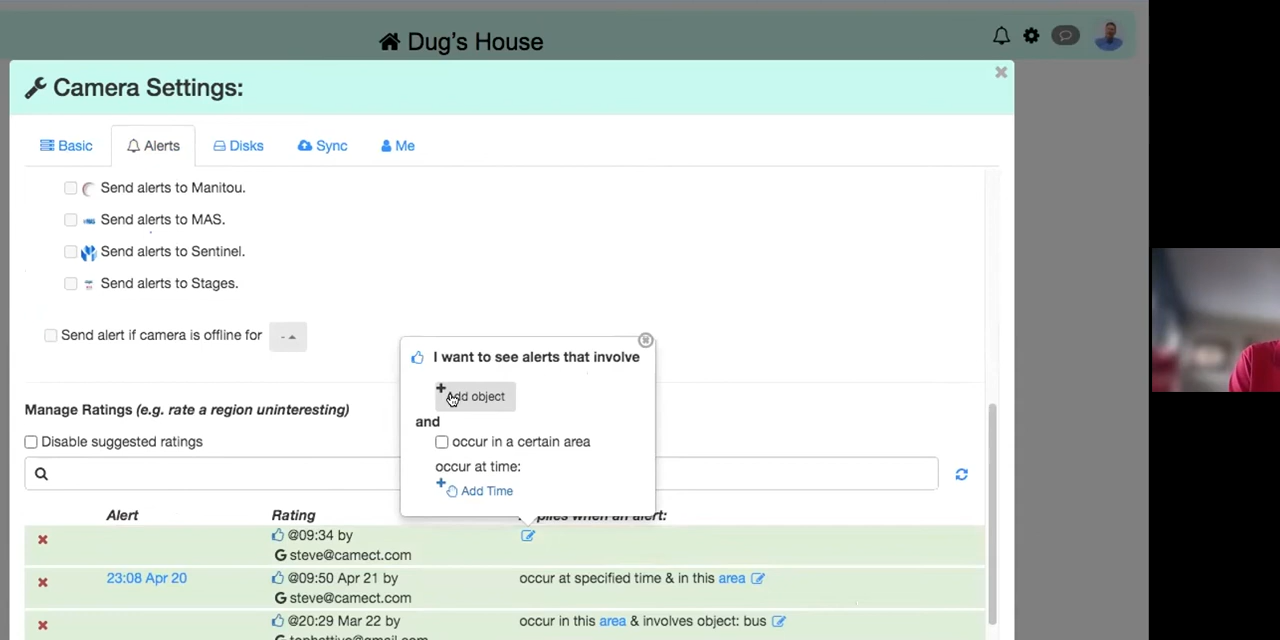 Dug's House
Camera Settings:
Basic
Alerts
Disks
Sync
Me
Send alerts to Manitou.
Send alerts to MAS.
Send alerts to Sentinel.
Send alerts to Stages.
Send alert if camera is offline for
-
I want to see alerts that involve
Add object
and
occur in a certain area
occur at time:
Add Time
Manage Ratings (e.g. rate a region uninteresting)
Disable suggested ratings
Alert Rating when an alert:
@09:34 by
G steve@camect.com
23:08 Apr 20 @09:50 Apr 21 by occur at specified time & in this area
G steve@camect.com
@20:29 Mar 22 by occur in this area & involves object: bus